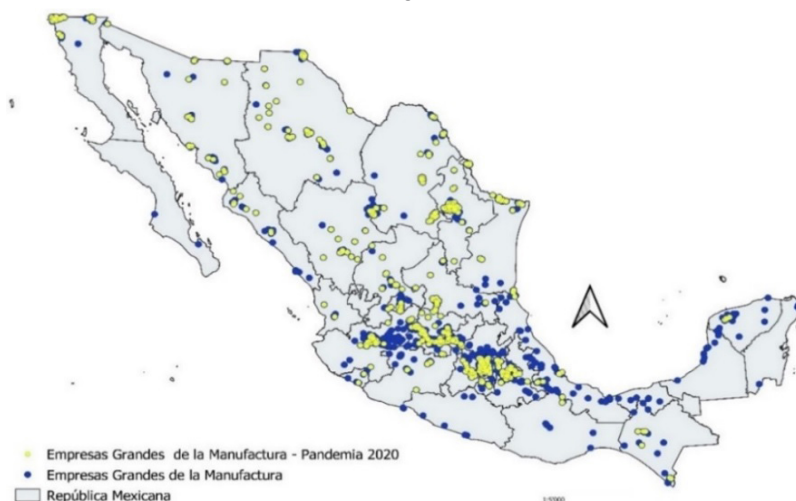 Empresas Grandes de la Manufactura - Pandemia 2020
Empresas Grandes de la Manufactura
República Mexicana